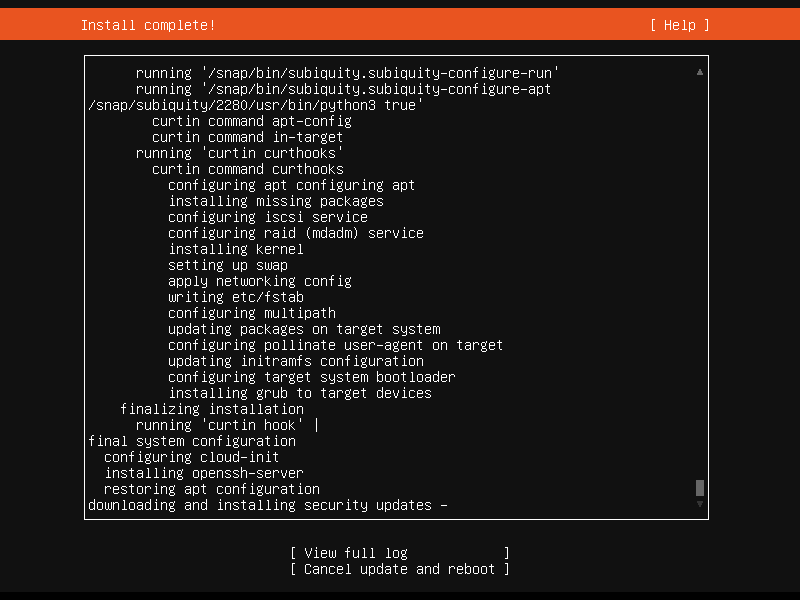 Install complete! [ Help ]
running '/snap/bin/subiquity.subiquity-configure-run'
running '/snap/bin/subiquity.subiquity-configure-apt
/snap/subiquity/2280/usr/bin/python3 true'
curtin command apt-config
curtin command in-target
running 'curtin curthooks'
curtin command curthooks
configuring apt configuring apt
installing missing packages
configuring iscsi service
configuring raid (mdadm) service
installing kernel
setting up swap
apply networking config
writing etc/fstab
configuring multipath
updating packages on target system
configuring pollinate user-agent on target
updating initramfs configuration
configuring target system bootloader
installing grub to target devices
finalizing installation
running 'curtin hook' |
final system configuration
configuring cloud-init
installing openssh-server
restoring apt configuration
downloading and installing security updates -
[ View full log ]
[ Cancel update and reboot ]